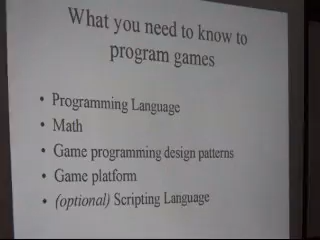 What you need to know to
program games
• Programming Language
• Math
• Game programming design patterns
• Game platform
• (optional) Scripting Language